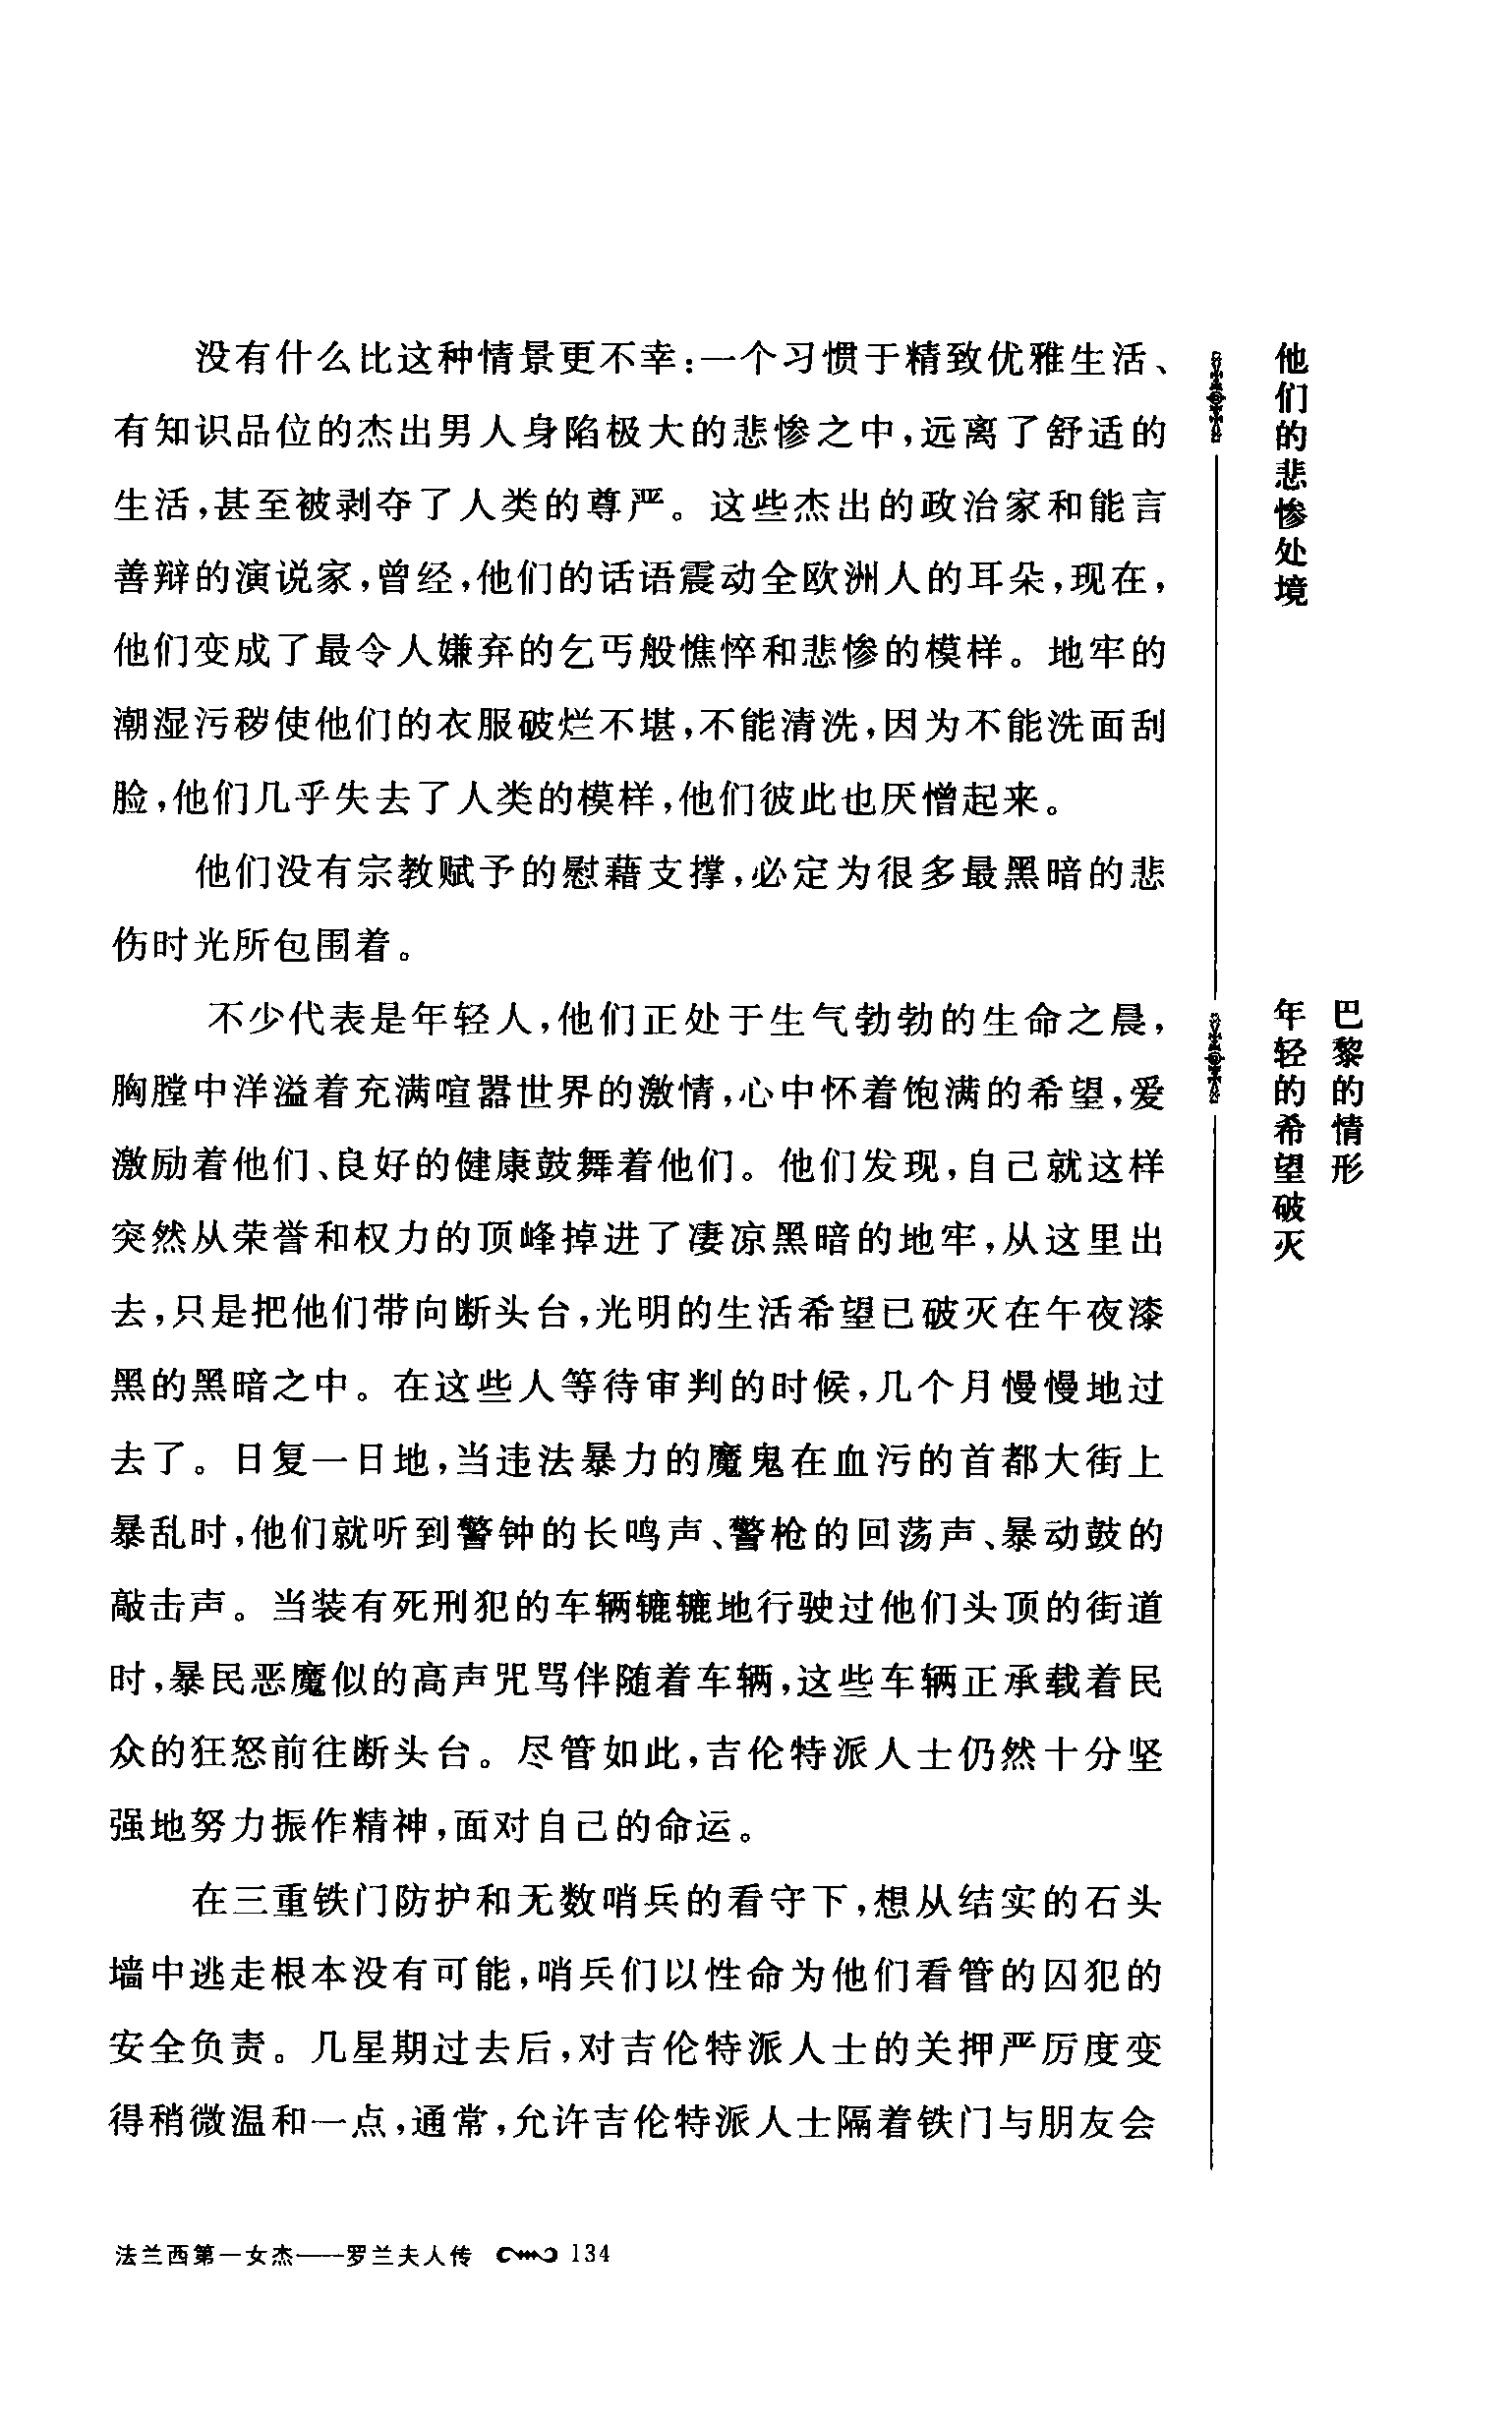 没有什么比这种情景更不幸:一个习惯于精致优雅生活、
有知识品位的杰出男人身陷极大的悲惨之中,远离了舒适的
生活,甚至被剥夺了人类的尊严。这些杰出的政治家和能言
善辩的演说家,曾经,他们的话语震动全欧洲人的耳朵,现在,
他们变成了最令人嫌弃的乞丐般憔悴和悲惨的模样。地牢的
潮湿污秽使他们的衣服破烂不堪,不能清洗,因为不能洗面刮
脸,他们几乎失去了人类的模样,他们彼此也厌憎起来。
他们没有宗教赋予的慰藉支撑,必定为很多最黑暗的悲
伤时光所包围着。
不少代表是年轻人,他们正处于生气勃勃的生命之晨,
胸膛中洋溢着充满喧嚣世界的激情,心中怀着饱满的希望,爱
激励着他们、良好的健康鼓舞着他们。他们发现,自己就这样
突然从荣誉和权力的顶峰掉进了凄凉黑暗的地牢,从这里出
去,只是把他们带向断头台,光明的生活希望已破灭在午夜漆
黑的黑暗之中。在这些人等待审判的时候,几个月慢慢地过
去了。日复一日地,当违法暴力的魔鬼在血污的首都大街上
暴乱时,他们就听到警钟的长鸣声、警枪的回荡声、暴动鼓的
敲击声。当装有死刑犯的车辆辘辘地行驶过他们头顶的街道
时,暴民恶魔似的高声咒骂伴随着车辆,这些车辆正承载着民
众的狂怒前往断头台。尽管如此,吉伦特派人士仍然十分坚
强地努力振作精神,面对自己的命运。
在三重铁门防护和无数哨兵的看守下,想从结实的石头
墙中逃走根本没有可能,哨兵们以性命为他们看管的囚犯的
安全负责。几星期过去后,对吉伦特派人士的关押严厉度变
得稍微温和一点,通常,允许吉伦特派人士隔着铁门与朋友会
他们的悲惨处境
巴黎的情形
年轻的希望破灭
法兰西第一女杰——罗兰夫人传 134